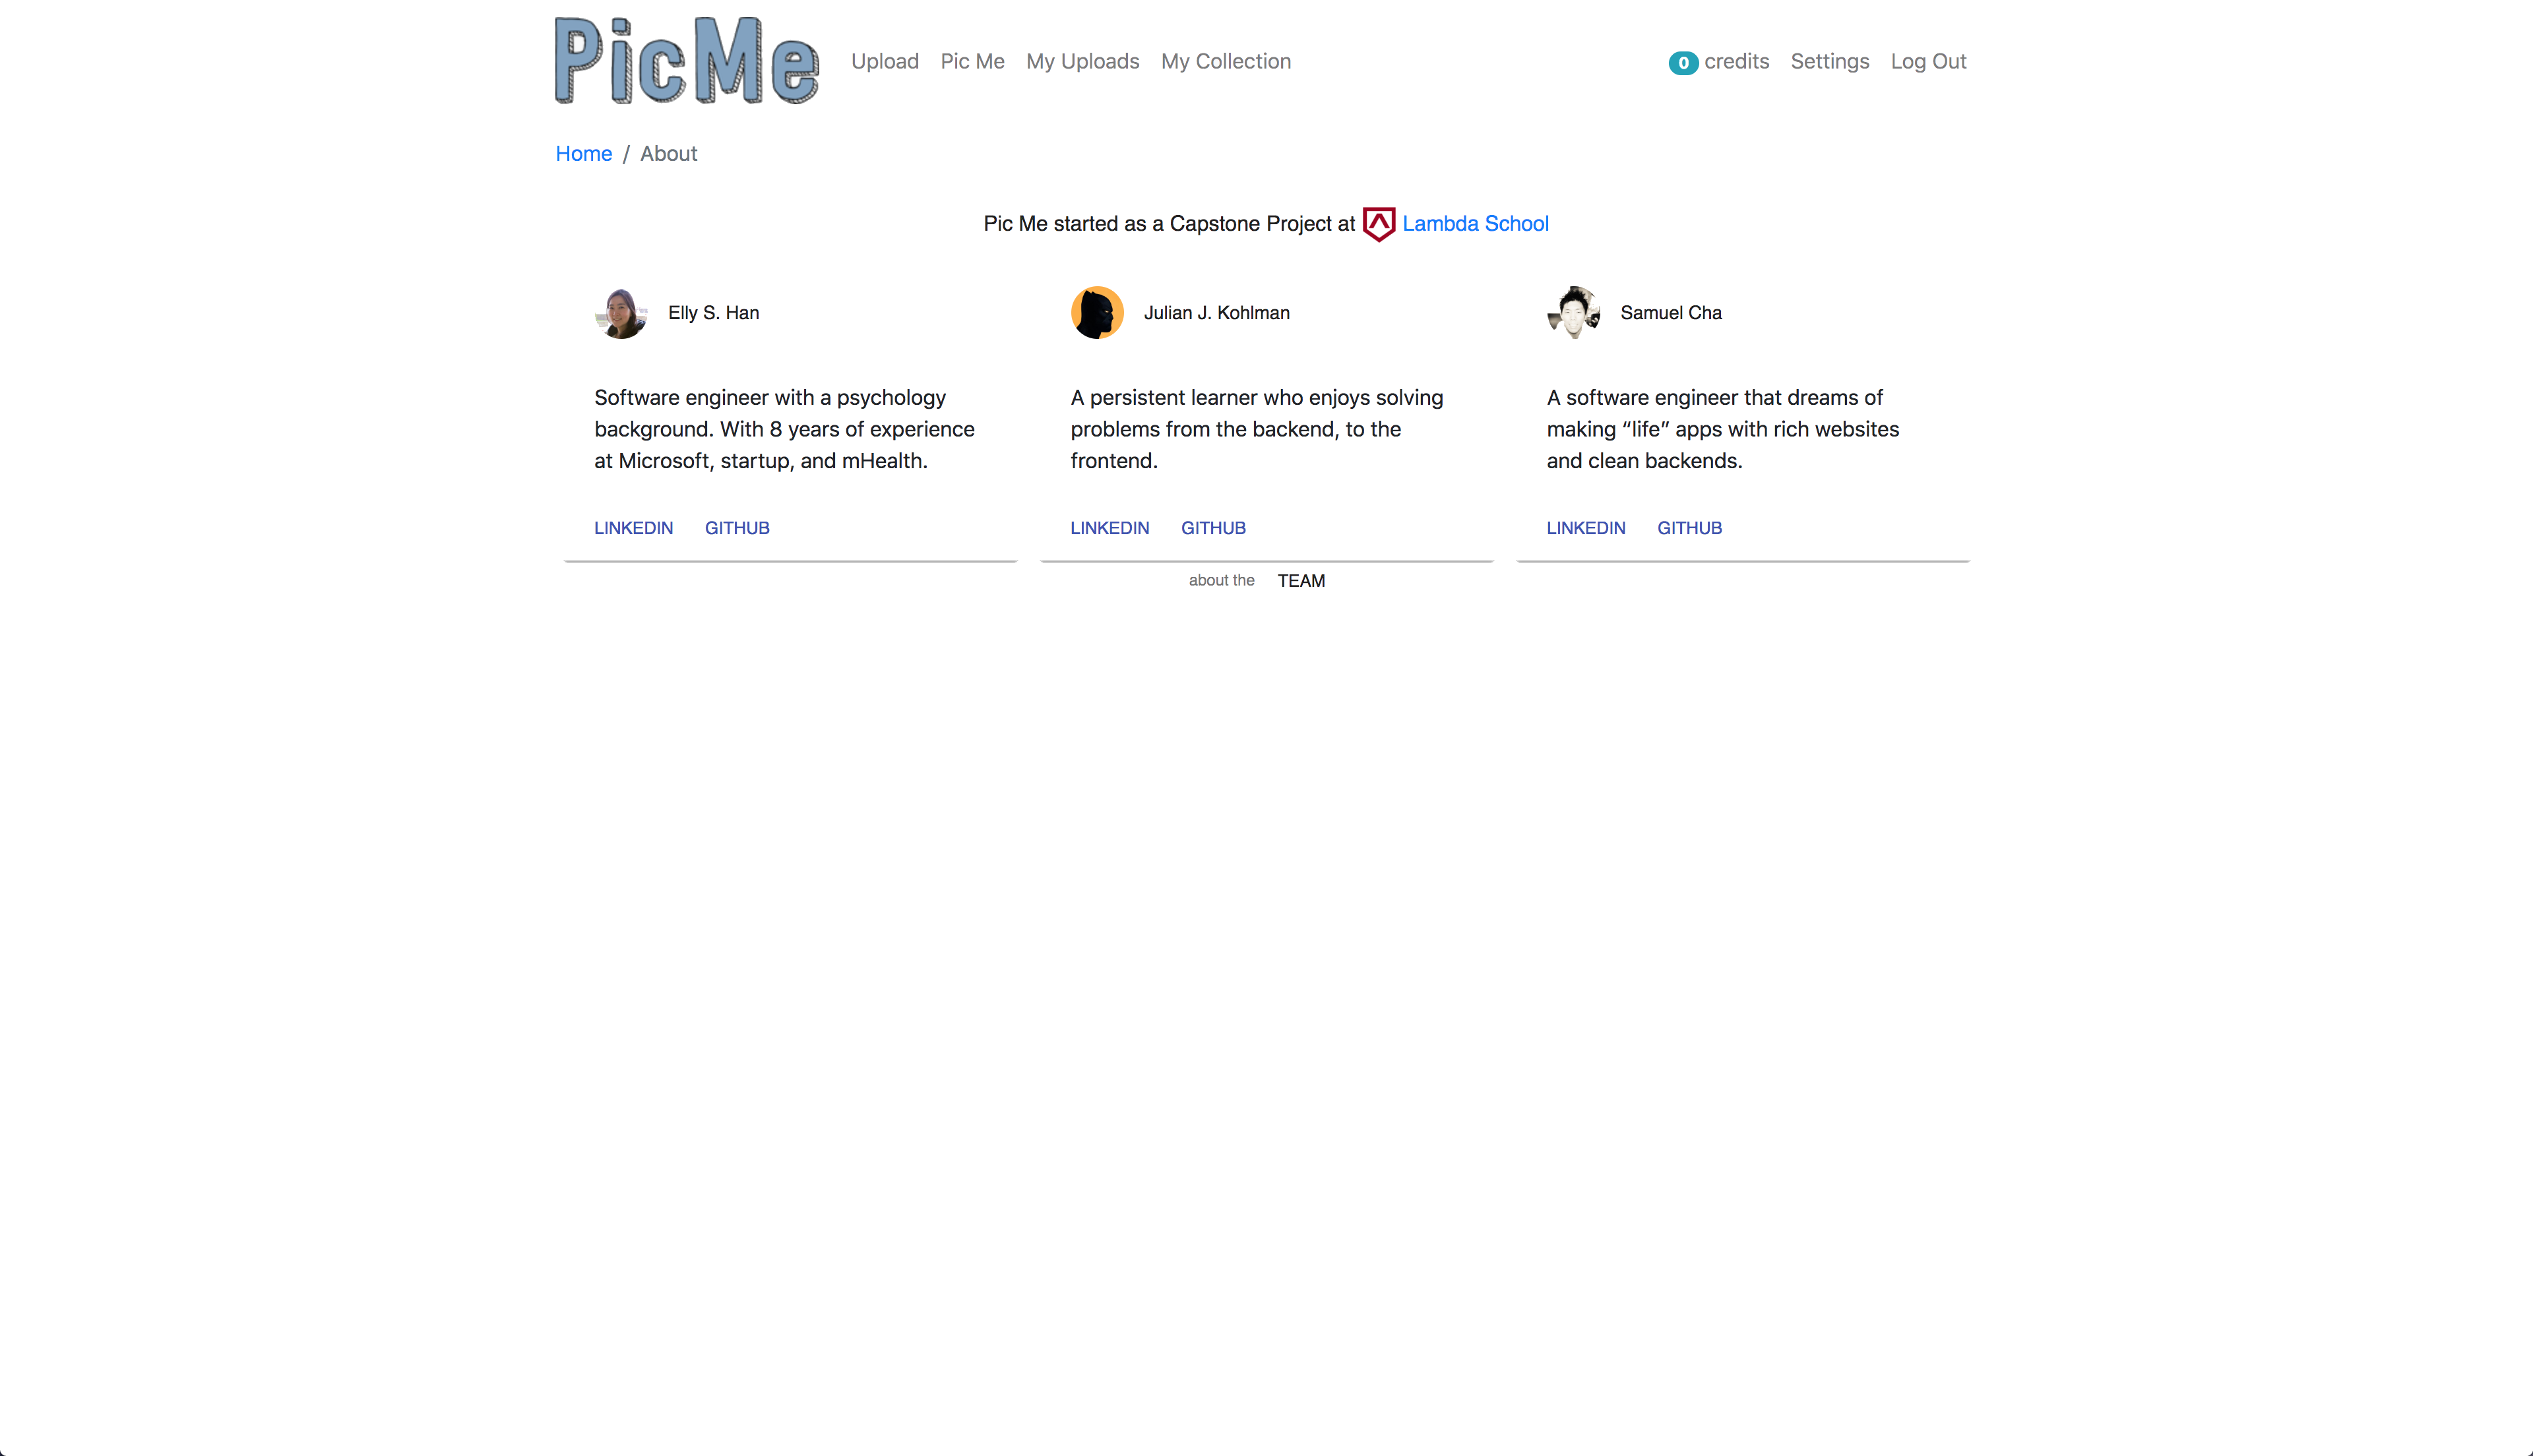 PicMe
Upload Pic Me My Uploads My Collection
0 credits Settings Log Out
Home / About
Pic Me started as a Capstone Project at Lambda School
Elly S. Han
Software engineer with a psychology
background. With 8 years of experience
at Microsoft, startup, and mHealth.
LINKEDIN GITHUB
Julian J. Kohlman
A persistent learner who enjoys solving
problems from the backend, to the
frontend.
LINKEDIN GITHUB
Samuel Cha
A software engineer that dreams of
making “life” apps with rich websites
and clean backends.
LINKEDIN GITHUB
about the TEAM